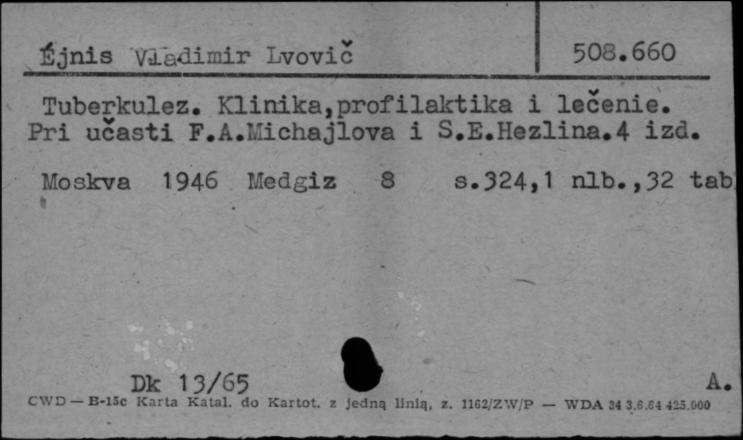 Éjnis Vladimir Lvovič 508.660
Tuberkulez. Klinika,profilaktika i lečenie.
Pri učasti F.A.Michajlova i S.E.Hezlina.4 izd.
Moskva 1946 Medgiz 8 s.324,1 nlb.,32 tab
Dk 13/65 A.
CWD — B-15c Karta Katal. do Kartot. z jedną linią, z. 1162/ZW/P — WDA 34 3.6.64 425.000